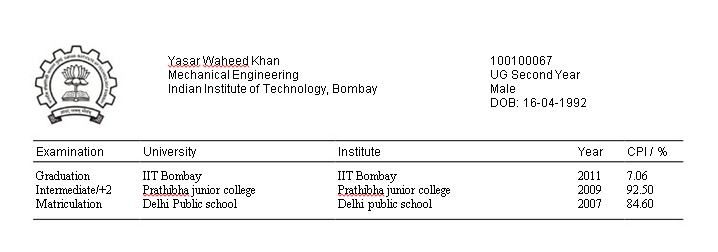 Yasar Waheed Khan 100100067
Mechanical Engineering UG Second Year
Indian Institute of Technology, Bombay Male
DOB: 16-04-1992
Examination University Institute Year CPI / %
Graduation IIT Bombay IIT Bombay 2011 7.06
Intermediate/+2 Prathibha junior college Prathibha junior college 2009 92.50
Matriculation Delhi Public school Delhi public school 2007 84.60